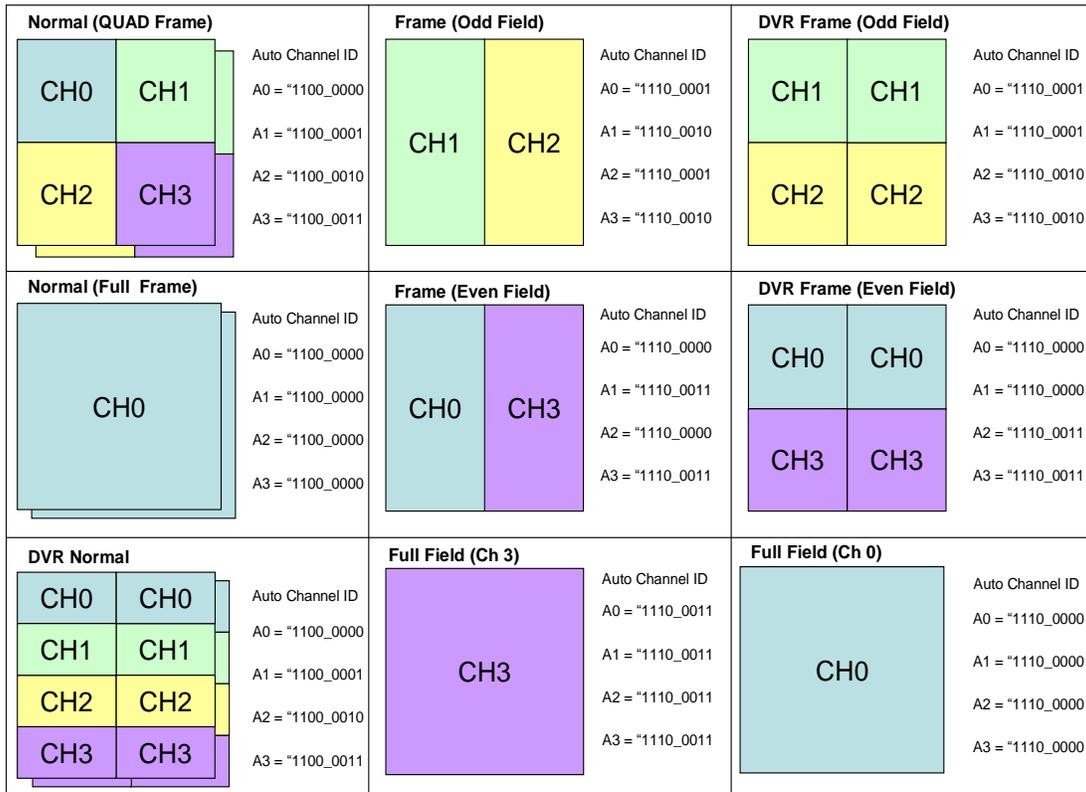 Normal (QUAD Frame)
CH0 CH1
CH2 CH3
Auto Channel ID
A0 = “1100_0000
A1 = “1100_0001
A2 = “1100_0010
A3 = “1100_0011
Frame (Odd Field)
CH1 CH2
Auto Channel ID
A0 = “1110_0001
A1 = “1110_0010
A2 = “1110_0001
A3 = “1110_0010
DVR Frame (Odd Field)
CH1 CH1
CH2 CH2
Auto Channel ID
A0 = “1110_0001
A1 = “1110_0001
A2 = “1110_0010
A3 = “1110_0010
Normal (Full Frame)
CH0
Auto Channel ID
A0 = “1100_0000
A1 = “1100_0000
A2 = “1100_0000
A3 = “1100_0000
Frame (Even Field)
CH0 CH3
Auto Channel ID
A0 = “1110_0000
A1 = “1110_0011
A2 = “1110_0000
A3 = “1110_0011
DVR Frame (Even Field)
CH0 CH0
CH3 CH3
Auto Channel ID
A0 = “1110_0000
A1 = “1110_0000
A2 = “1110_0011
A3 = “1110_0011
DVR Normal
CH0 CH0
CH1 CH1
CH2 CH2
CH3 CH3
Auto Channel ID
A0 = “1100_0000
A1 = “1100_0001
A2 = “1100_0010
A3 = “1100_0011
Full Field (Ch 3)
CH3
Auto Channel ID
A0 = “1110_0011
A1 = “1110_0011
A2 = “1110_0011
A3 = “1110_0011
Full Field (Ch 0)
CH0
Auto Channel ID
A0 = “1110_0000
A1 = “1110_0000
A2 = “1110_0000
A3 = “1110_0000